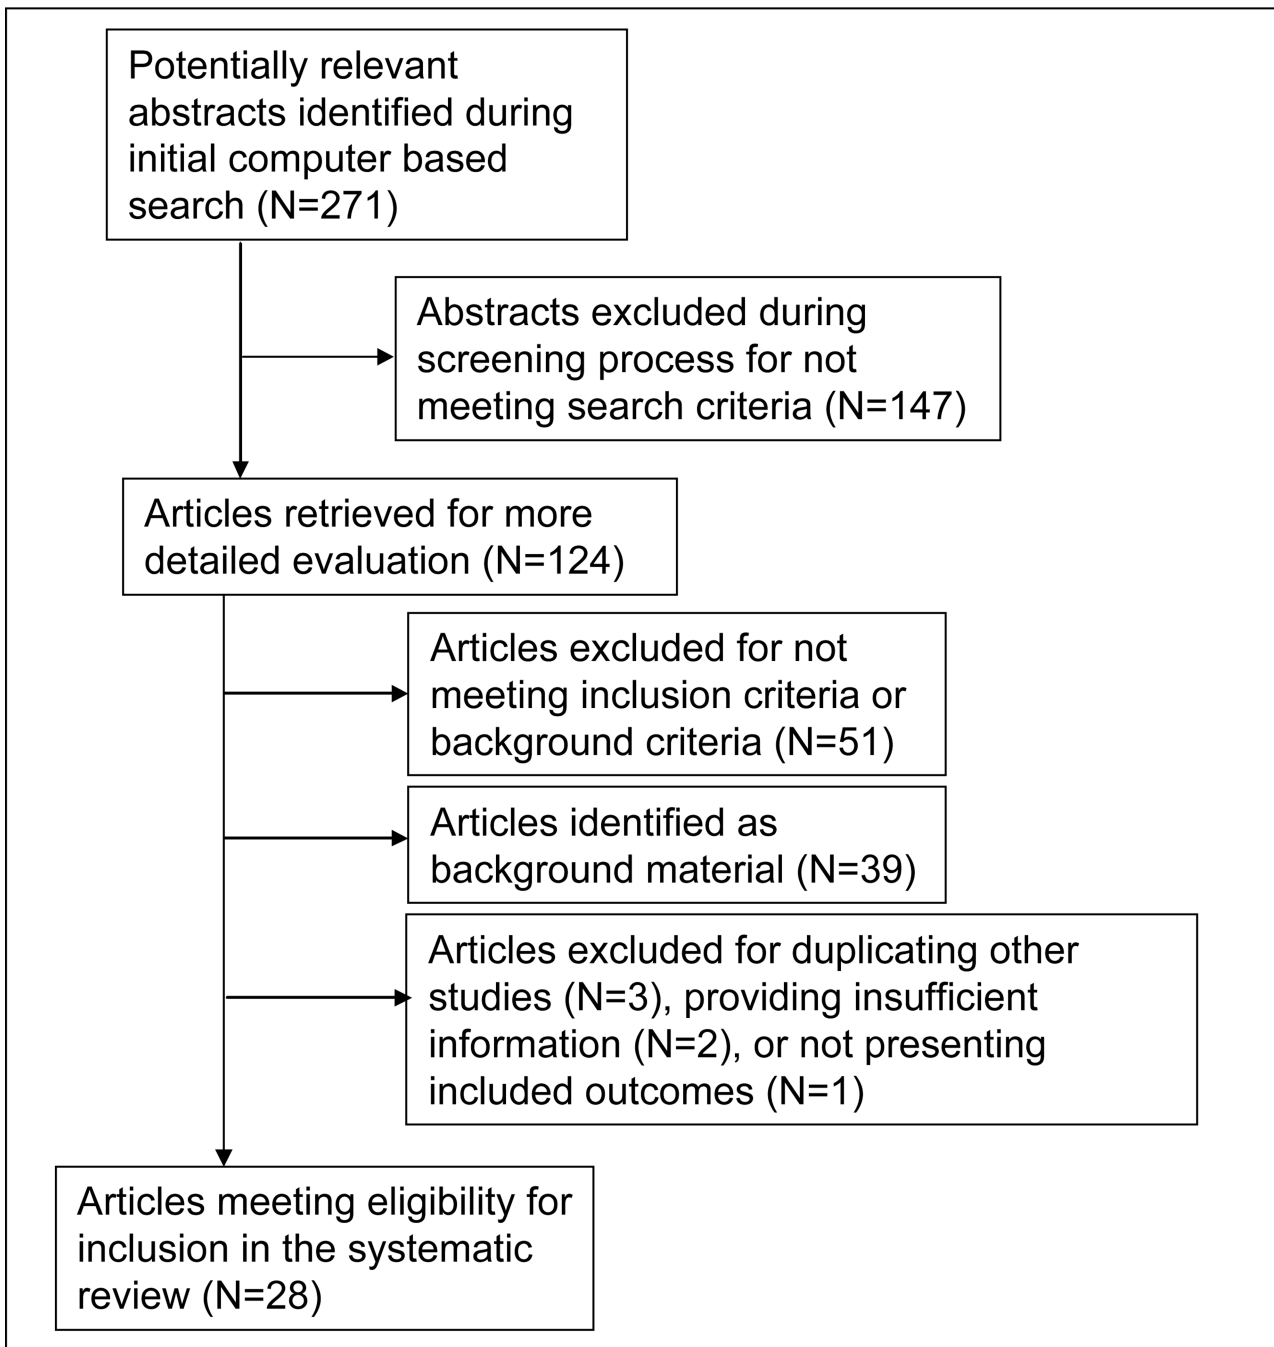 Potentially relevant
abstracts identified during
initial computer based
search (N=271)
Abstracts excluded during
screening process for not
meeting search criteria (N=147)
Articles retrieved for more
detailed evaluation (N=124)
Articles excluded for not
meeting inclusion criteria or
background criteria (N=51)
Articles identified as
background material (N=39)
Articles excluded for duplicating other
studies (N=3), providing insufficient
information (N=2), or not presenting
included outcomes (N=1)
Articles meeting eligibility for
inclusion in the systematic
review (N=28)